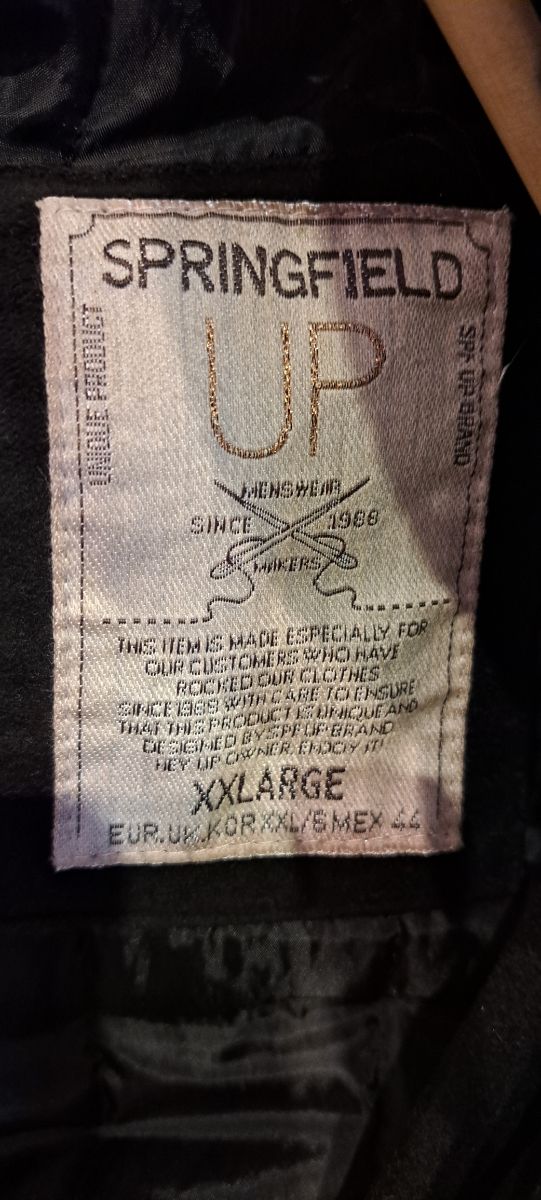 SPRINGFIELD
UP
UNIQUE PRODUCT
SPF UP BRAND
MENSWEAR
SINCE 1988
MAKERS
THIS ITEM IS MADE ESPECIALLY FOR
OUR CUSTOMERS WHO HAVE
ROCKED OUR CLOTHES
SINCE 1988 WITH CARE TO ENSURE
THAT THIS PRODUCT IS UNIQUE AND
DESIGNED BY SPF UP BRAND.
HEY UP OWNER, ENJOY IT!
XXLARGE
EUR.UK.KOR XXL/6 MEX 44